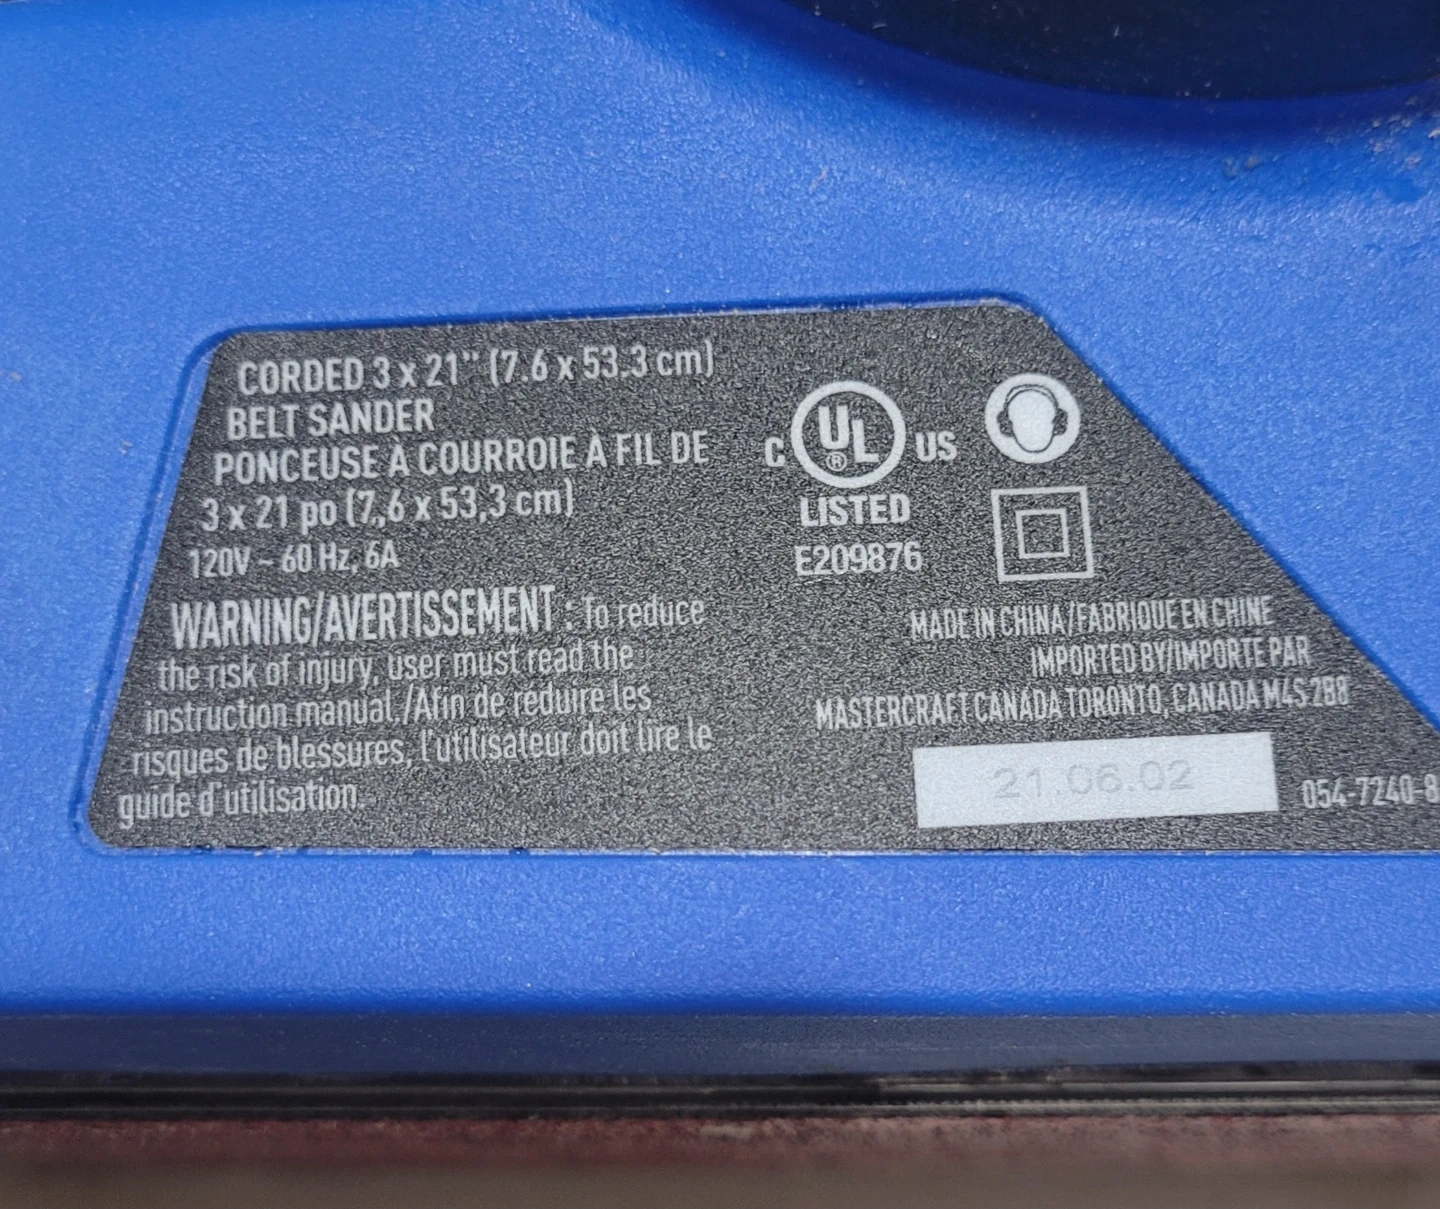 CORDED 3 x 21" (7.6 x 53.3 cm)
BELT SANDER
PONCEUSE À COURROIE À FIL DE
3 x 21 po (7,6 x 53,3 cm)
120V ~ 60 Hz, 6A
WARNING/AVERTISSEMENT : To reduce
the risk of injury, user must read the
instruction manual./Afin de réduire les
risques de blessures, l'utilisateur doit lire le
guide d'utilisation.
C UL ® US
LISTED
E209876
MADE IN CHINA/FABRIQUÉ EN CHINE
IMPORTED BY/IMPORTÉ PAR
MASTERCRAFT CANADA TORONTO, CANADA M4S 2B8
21.06.02
054-7240-8